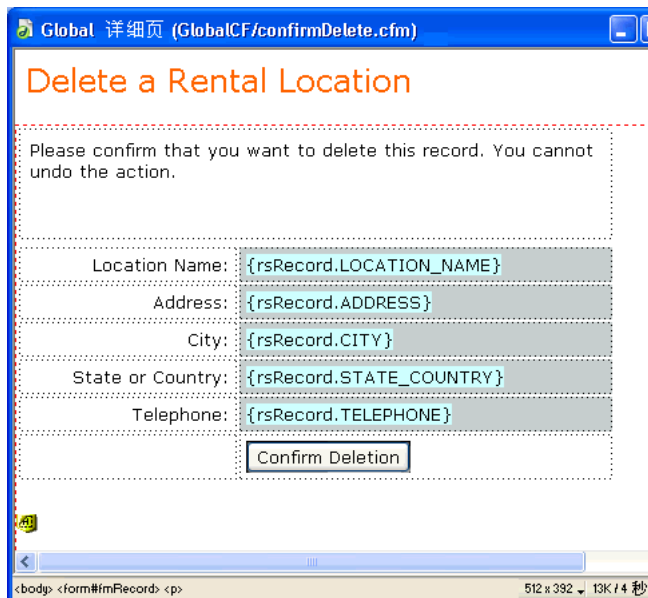 Global 详细页 (GlobalCF/confirmDelete.cfm)
Delete a Rental Location
Please confirm that you want to delete this record. You cannot
undo the action.
Location Name: {rsRecord.LOCATION_NAME}
Address: {rsRecord.ADDRESS}
City: {rsRecord.CITY}
State or Country: {rsRecord.STATE_COUNTRY}
Telephone: {rsRecord.TELEPHONE}
Confirm Deletion
<body> <form#fmRecord> <p> 512 x 392 13K / 4 秒